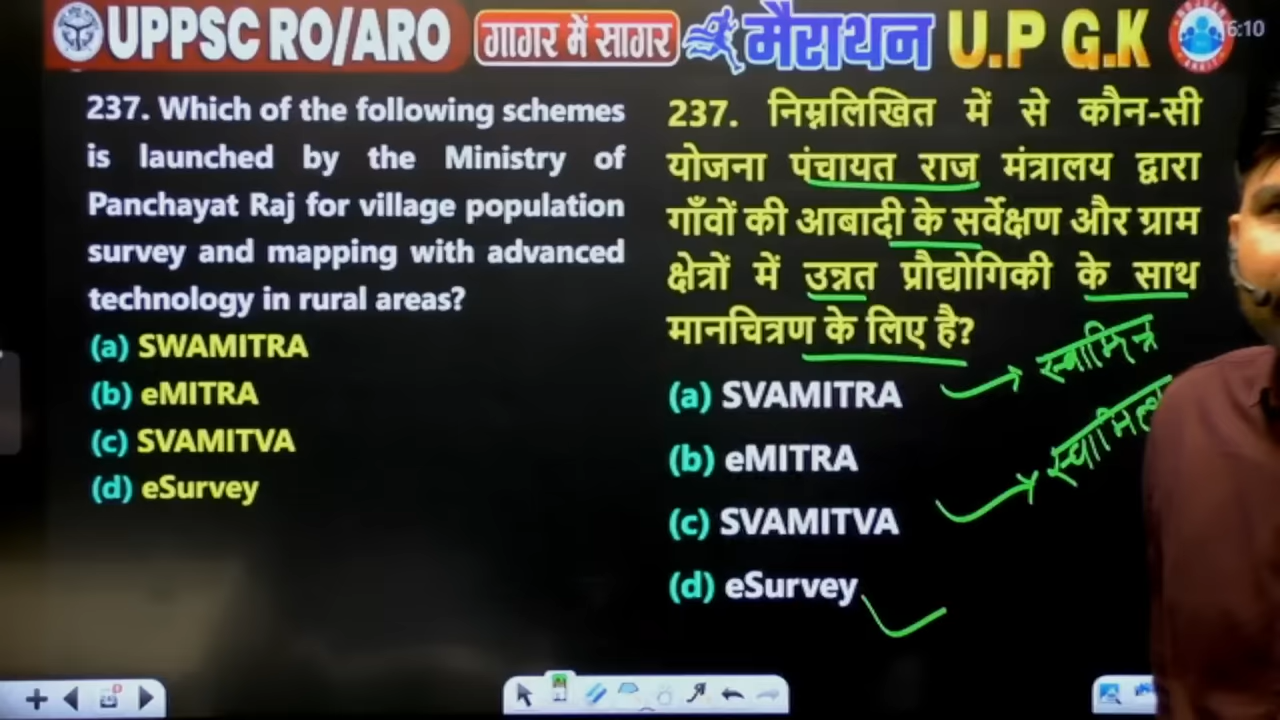 UPPSC RO/ARO गागर में सागर मैराथन U.P G.K
6:10
237. Which of the following schemes
is launched by the Ministry of
Panchayat Raj for village population
survey and mapping with advanced
technology in rural areas?
(a) SWAMITRA
(b) eMITRA
(c) SVAMITVA
(d) eSurvey
237. निम्नलिखित में से कौन-सी
योजना पंचायत राज मंत्रालय द्वारा
गाँवों की आबादी के सर्वेक्षण और ग्राम
क्षेत्रों में उन्नत प्रौद्योगिकी के साथ
मानचित्रण के लिए है?
(a) SVAMITRA
स्वामित्र
(b) eMITRA
(c) SVAMITVA
(d) eSurvey